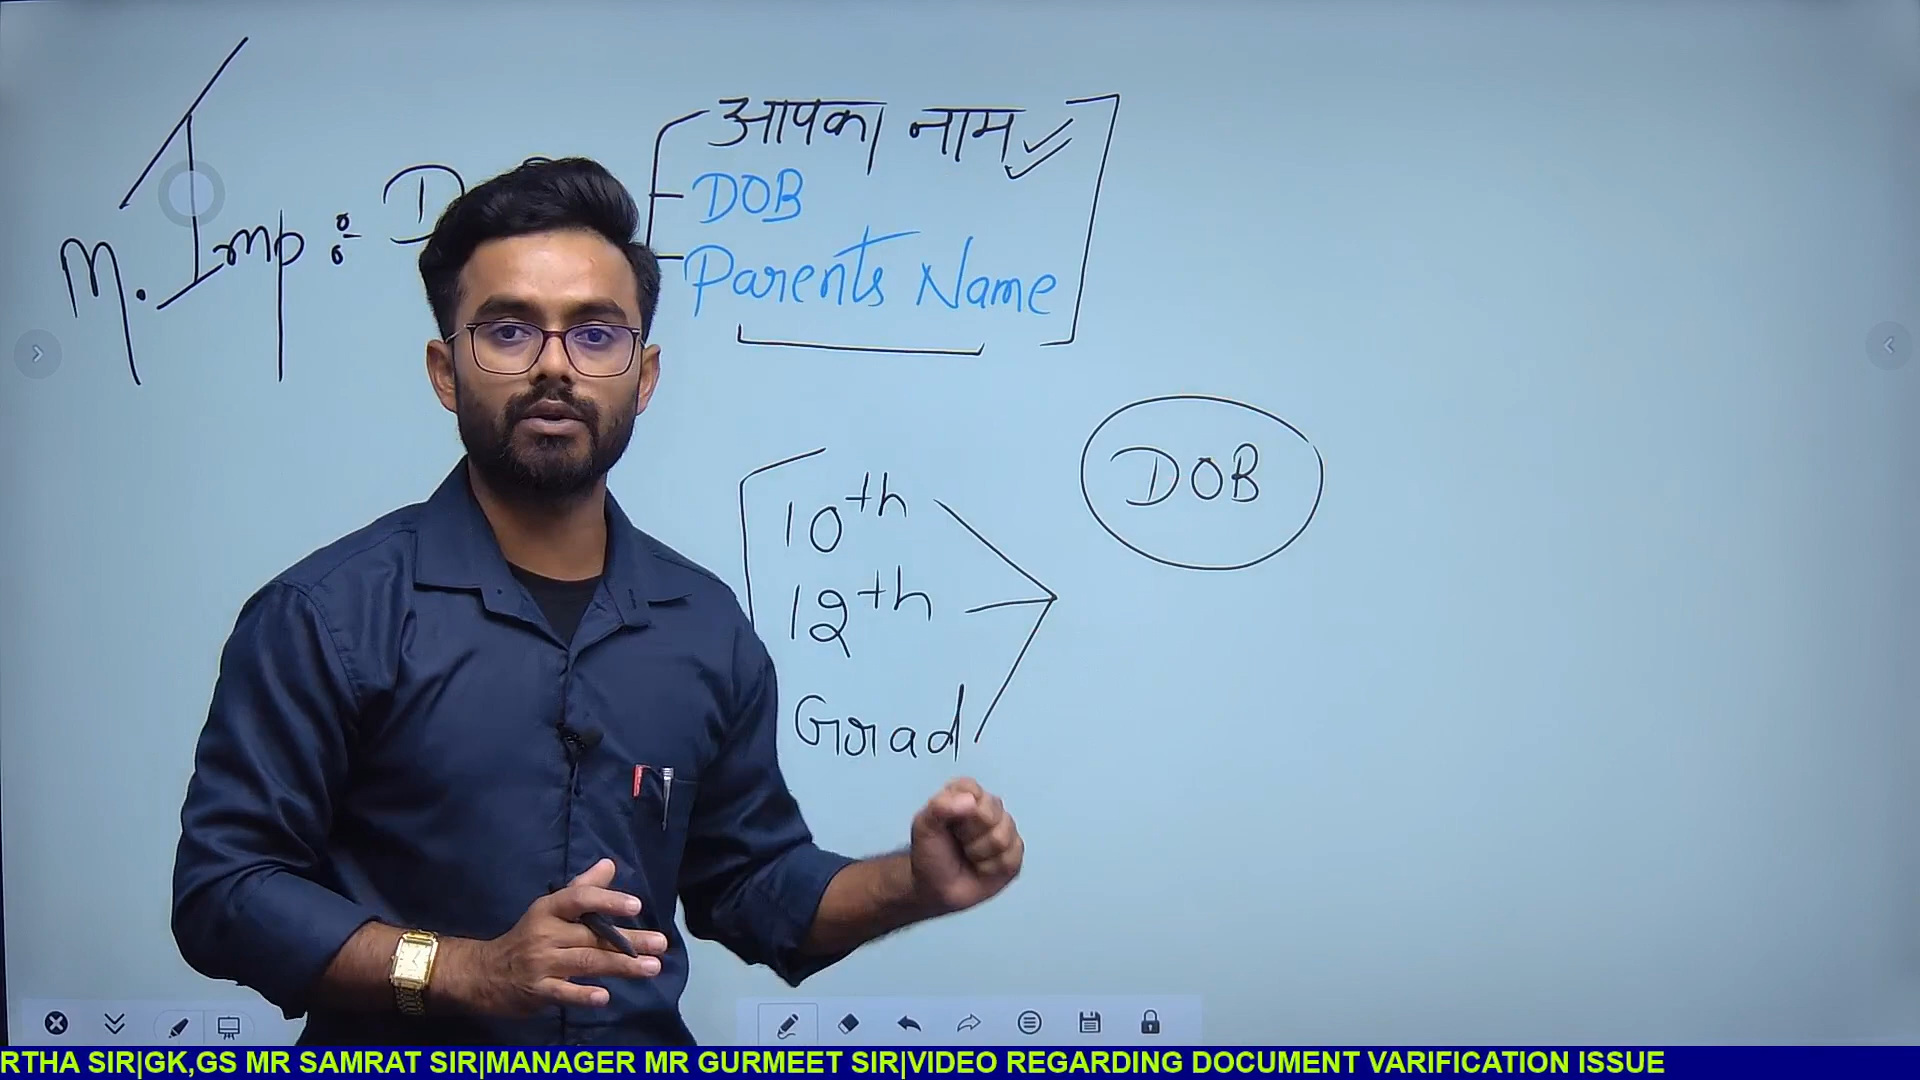 M. Imp :
आपका नाम
DOB
Parents Name
10th
12th
Grad
DOB
RTHA SIR|GK,GS MR SAMRAT SIR|MANAGER MR GURMEET SIR|VIDEO REGARDING DOCUMENT VARIFICATION ISSUE